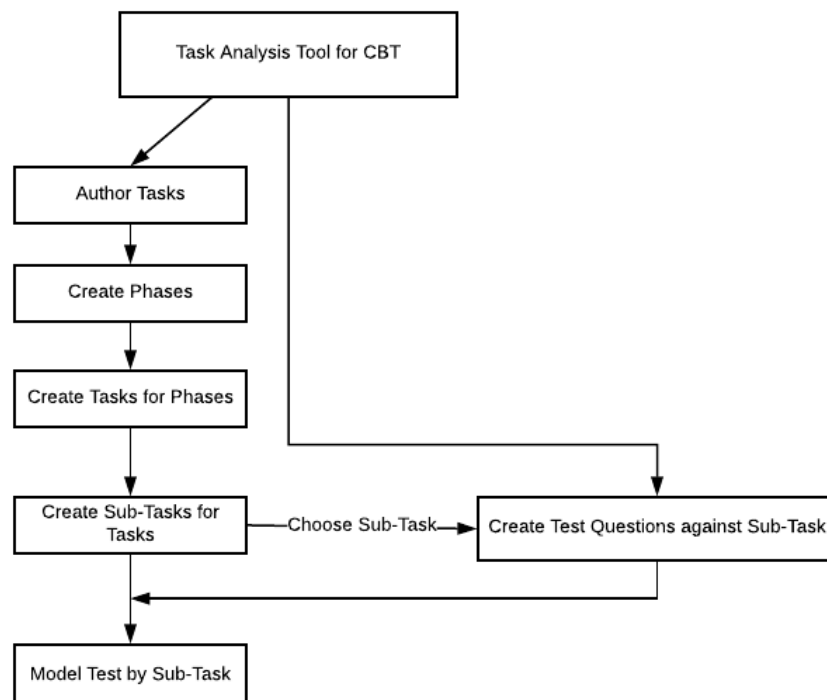 Task Analysis Tool for CBT
Author Tasks
Create Phases
Create Tasks for Phases
Create Sub-Tasks for
Tasks
Choose Sub-Task
Create Test Questions against Sub-Task
Model Test by Sub-Task